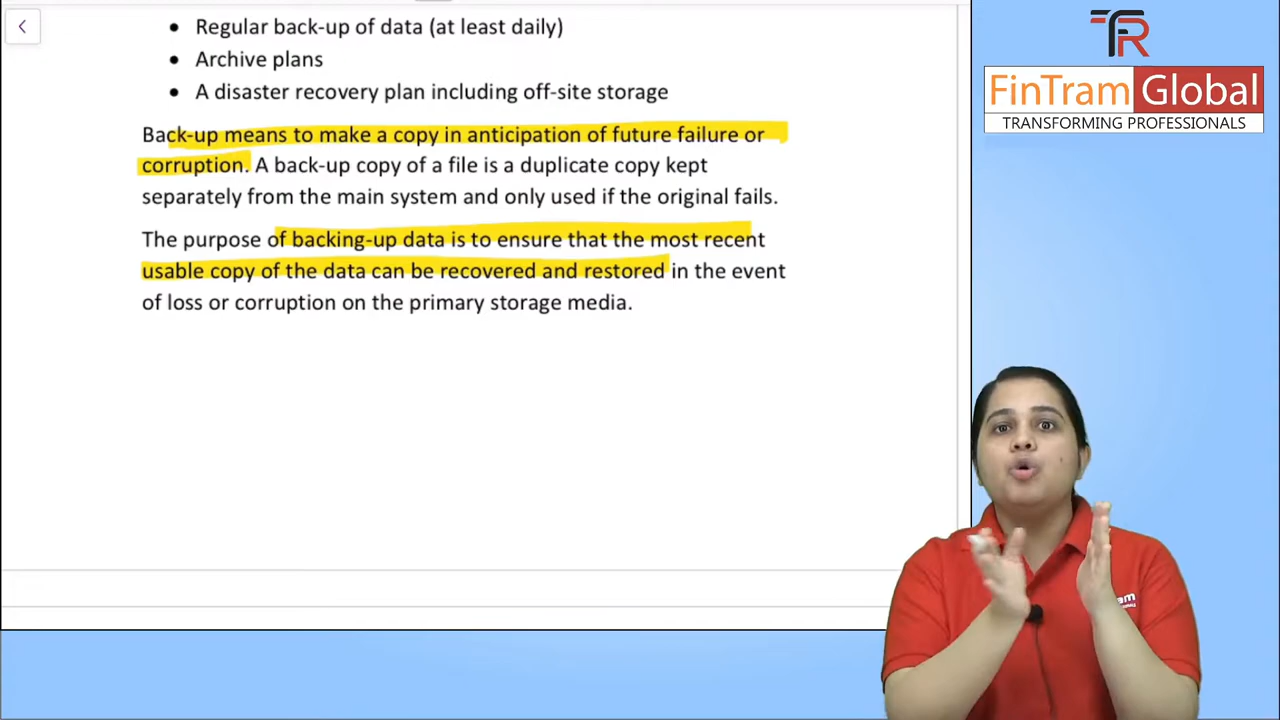 • Regular back-up of data (at least daily)
• Archive plans
• A disaster recovery plan including off-site storage
Back-up means to make a copy in anticipation of future failure or
corruption. A back-up copy of a file is a duplicate copy kept
separately from the main system and only used if the original fails.
The purpose of backing-up data is to ensure that the most recent
usable copy of the data can be recovered and restored in the event
of loss or corruption on the primary storage media.
FinTram Global
TRANSFORMING PROFESSIONALS